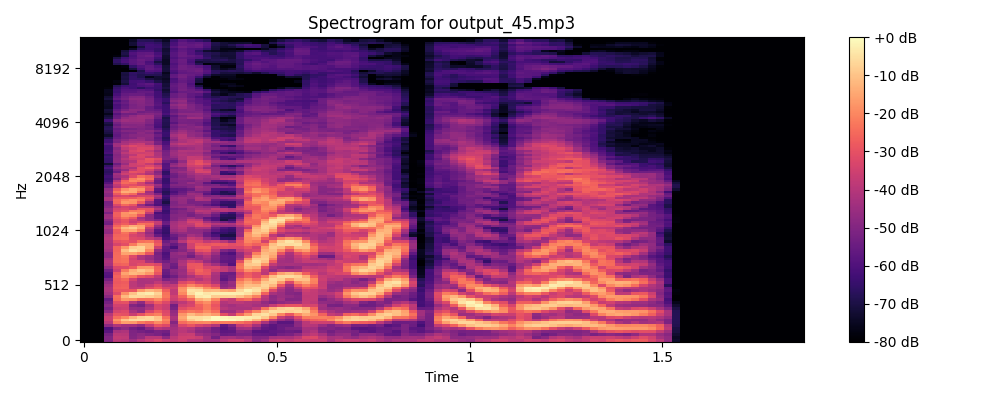 Spectrogram for output_45.mp3
+0 dB
8192
-10 dB
4096
-20 dB
-30 dB
2048
-40 dB
Hz
1024
-50 dB
-60 dB
512
-70 dB
0
-80 dB
0
0.5
1
1.5
Time